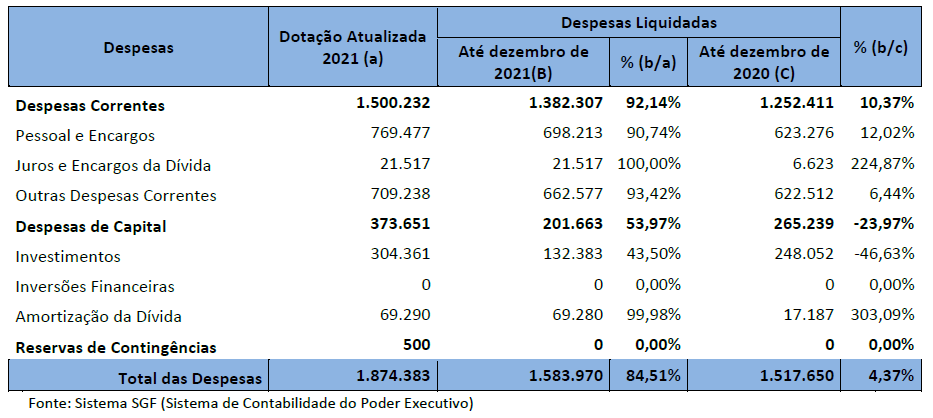 Despesas Dotação Atualizada 2021 (a) Despesas Liquidadas % (b/c)
Até dezembro de 2021(B) % (b/a) Até dezembro de 2020 (C)
Despesas Correntes 1.500.232 1.382.307 92,14% 1.252.411 10,37%
Pessoal e Encargos 769.477 698.213 90,74% 623.276 12,02%
Juros e Encargos da Dívida 21.517 21.517 100,00% 6.623 224,87%
Outras Despesas Correntes 709.238 662.577 93,42% 622.512 6,44%
Despesas de Capital 373.651 201.663 53,97% 265.239 -23,97%
Investimentos 304.361 132.383 43,50% 248.052 -46,63%
Inversões Financeiras 0 0 0,00% 0 0,00%
Amortização da Dívida 69.290 69.280 99,98% 17.187 303,09%
Reservas de Contingências 500 0 0,00% 0 0,00%
Total das Despesas 1.874.383 1.583.970 84,51% 1.517.650 4,37%
Fonte: Sistema SGF (Sistema de Contabilidade do Poder Executivo)